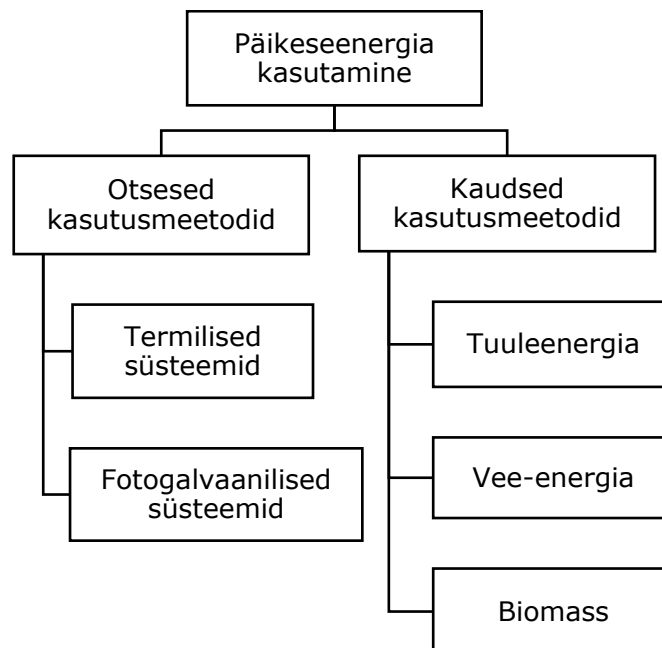 Päikeseenergia
kasutamine
Otsesed
kasutusmeetodid
Kaudsed
kasutusmeetodid
Termilised
süsteemid
Fotogalvaanilised
süsteemid
Tuuleenergia
Vee-energia
Biomass